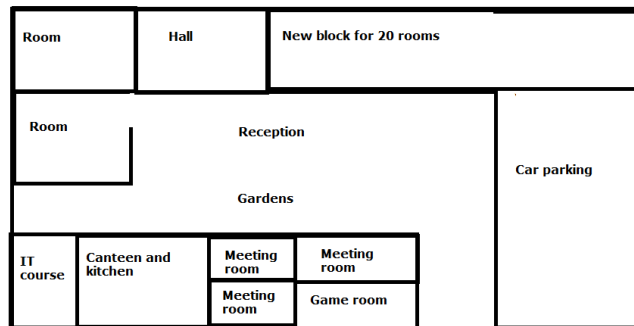 Room
Hall
New block for 20 rooms
Room
Reception
Car parking
Gardens
IT
course
Canteen and
kitchen
Meeting
room
Meeting
room
Meeting
room
Game room